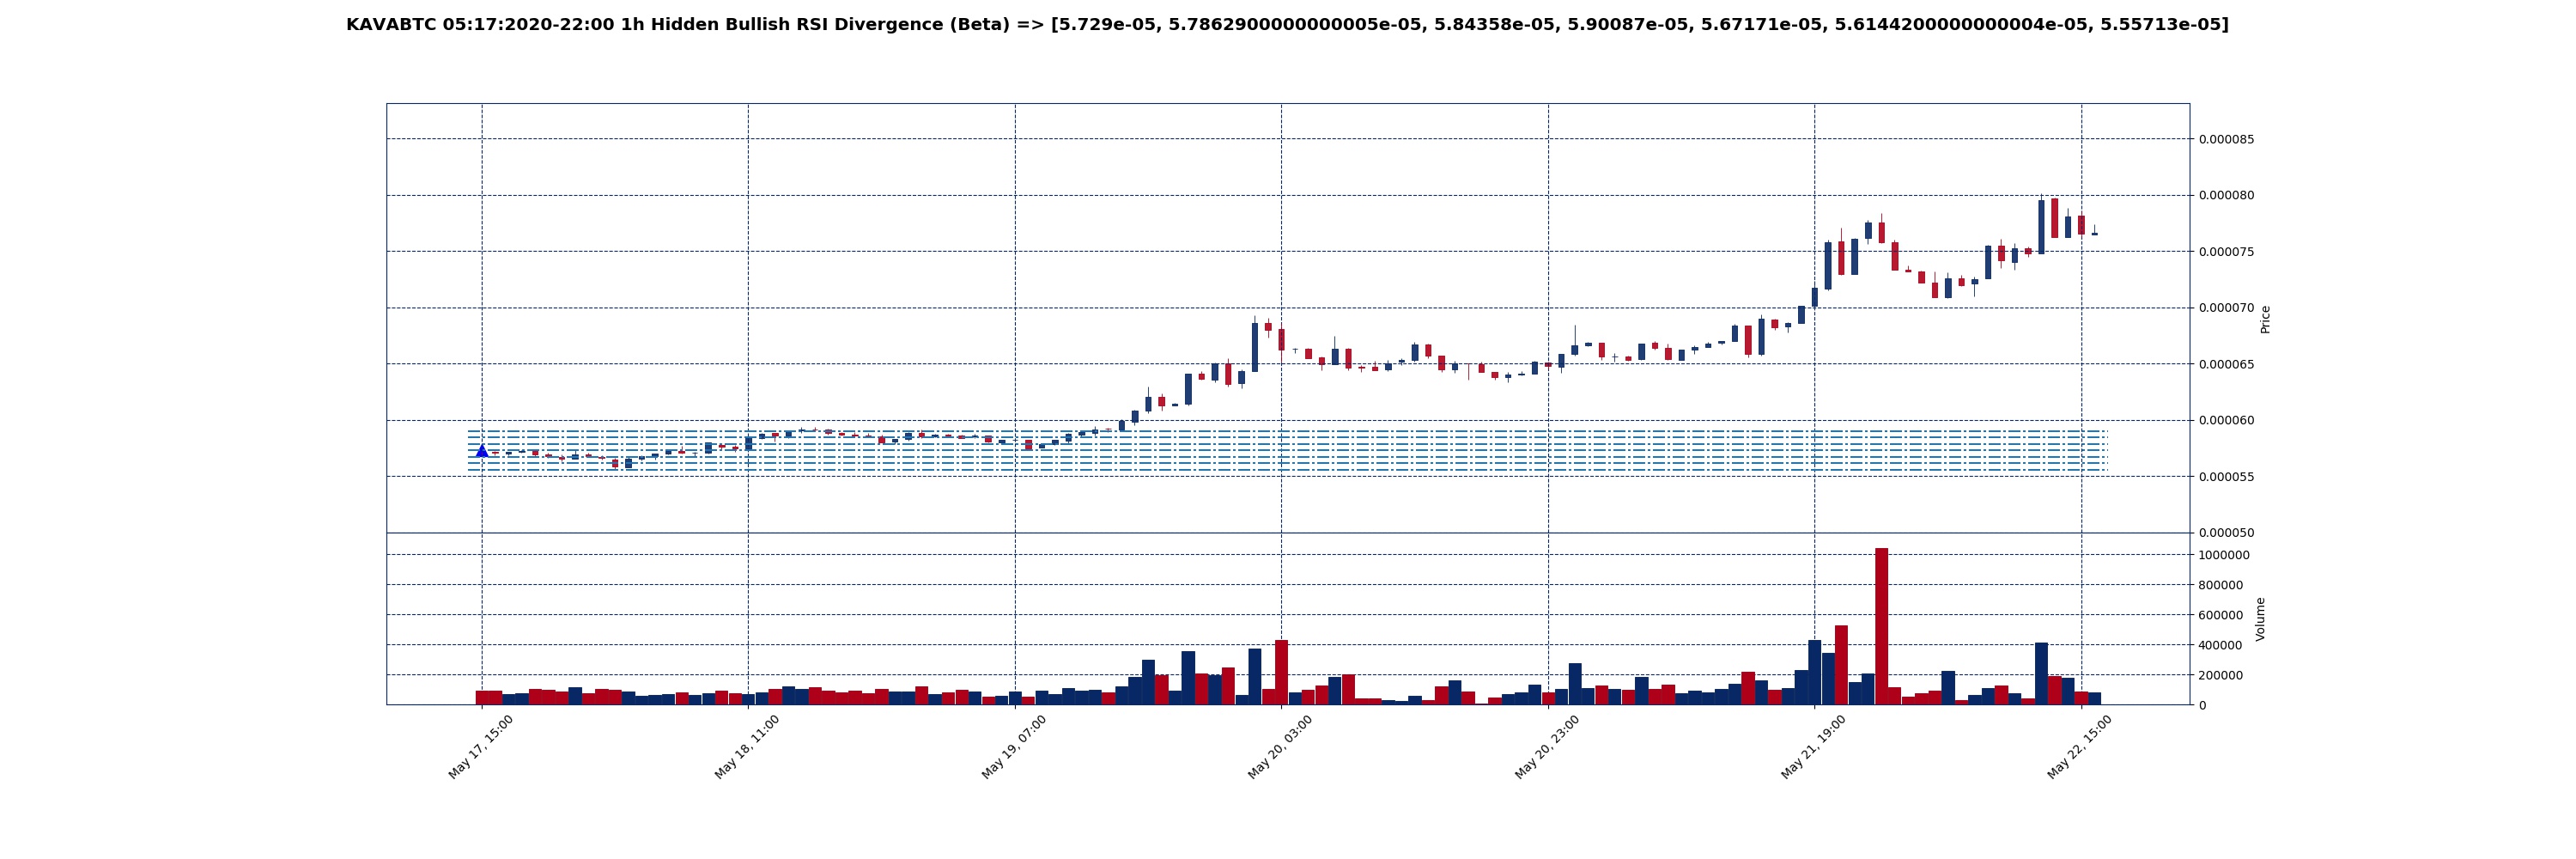 KAVABTC 05:17:2020-22:00 1h Hidden Bullish RSI Divergence (Beta) => [5.729e-05, 5.7862900000000005e-05, 5.84358e-05, 5.90087e-05, 5.67171e-05, 5.6144200000000004e-05, 5.55713e-05]
0.000085
0.000080
0.000075
0.000070
0.000065
0.000060
0.000055
0.000050
Price
1000000
800000
600000
400000
200000
0
Volume
May 17, 15:00
May 18, 11:00
May 19, 07:00
May 20, 03:00
May 20, 23:00
May 21, 19:00
May 22, 15:00